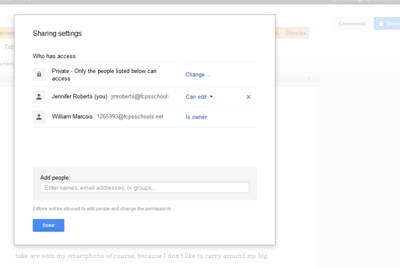 Comments
Sharing settings
Who has access
Private - Only the people listed below can
access
Change...
Jennifer Roberts (you) jmroberts@fcpsschool
Can edit
William Marcois 1265993@fcpsschools.net
Is owner
Add people:
Enter names, email addresses, or groups...
Editors will be allowed to add people and change the permissions.
Done
take are with my smartphone of course, because I don't like to carry around my big